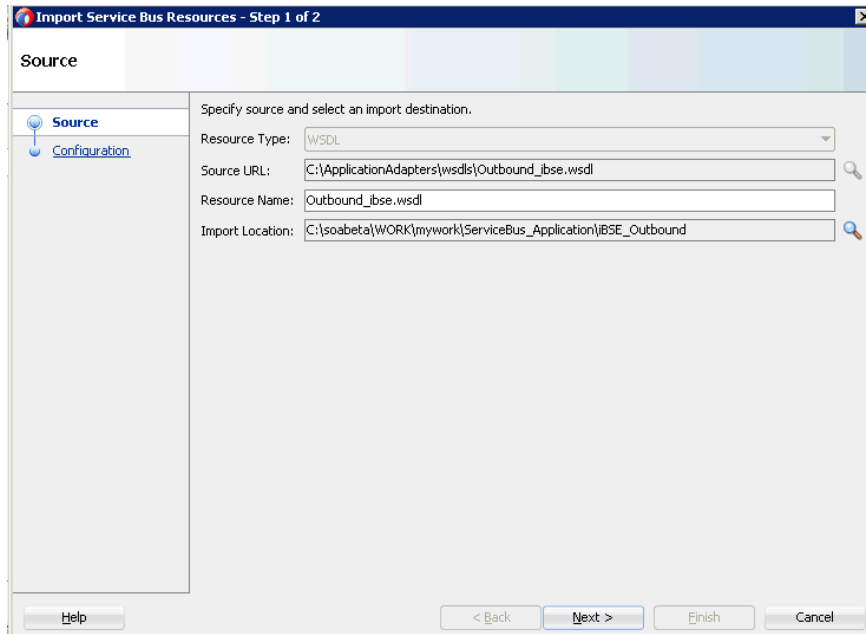 Import Service Bus Resources - Step 1 of 2
Source
Source
Configuration
Specify source and select an import destination.
Resource Type: WSDL
Source URL: C:\ApplicationAdapters\wsdls\Outbound_ibse.wsdl
Resource Name: Outbound_ibse.wsdl
Import Location: C:\soabeta\WORK\mywork\ServiceBus_Application\iBSE_Outbound
Help < Back Next > Finish Cancel